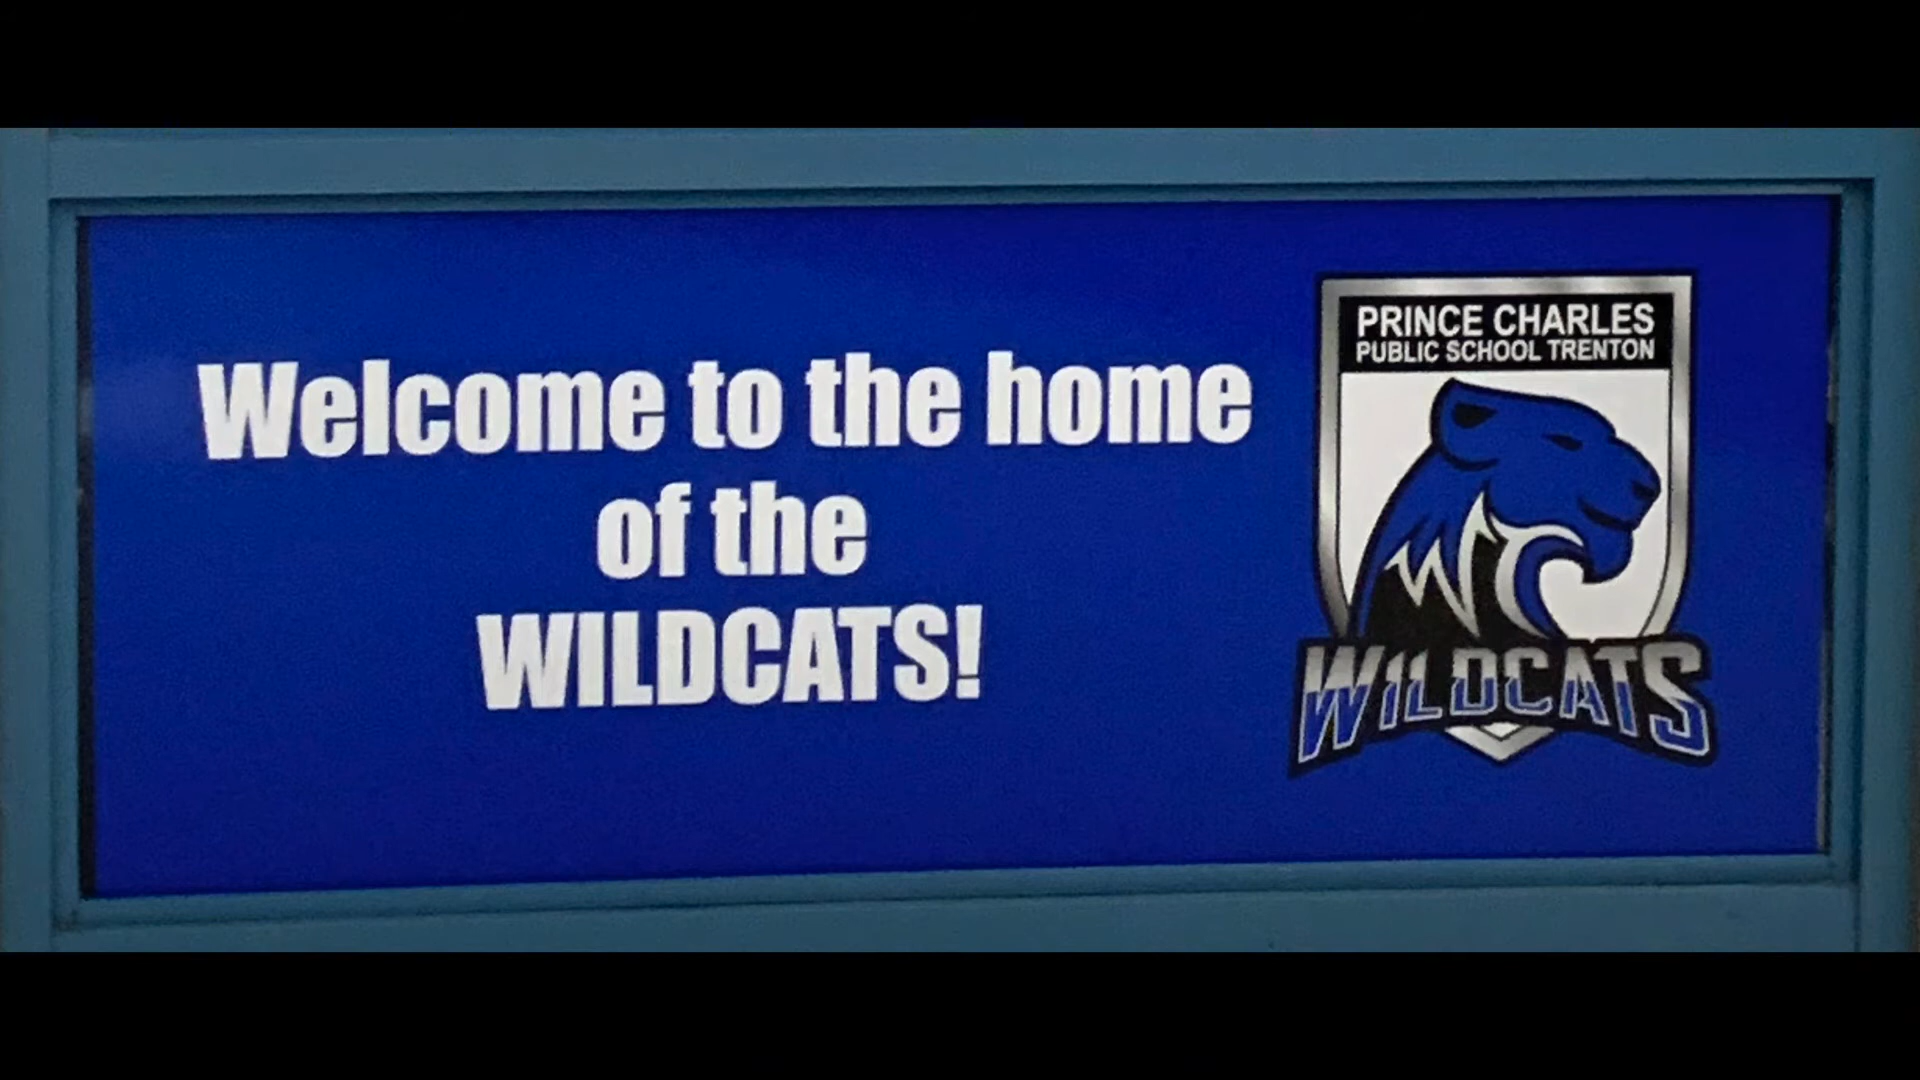 Welcome to the home
of the
WILDCATS!
PRINCE CHARLES
PUBLIC SCHOOL TRENTON
WILDCATS